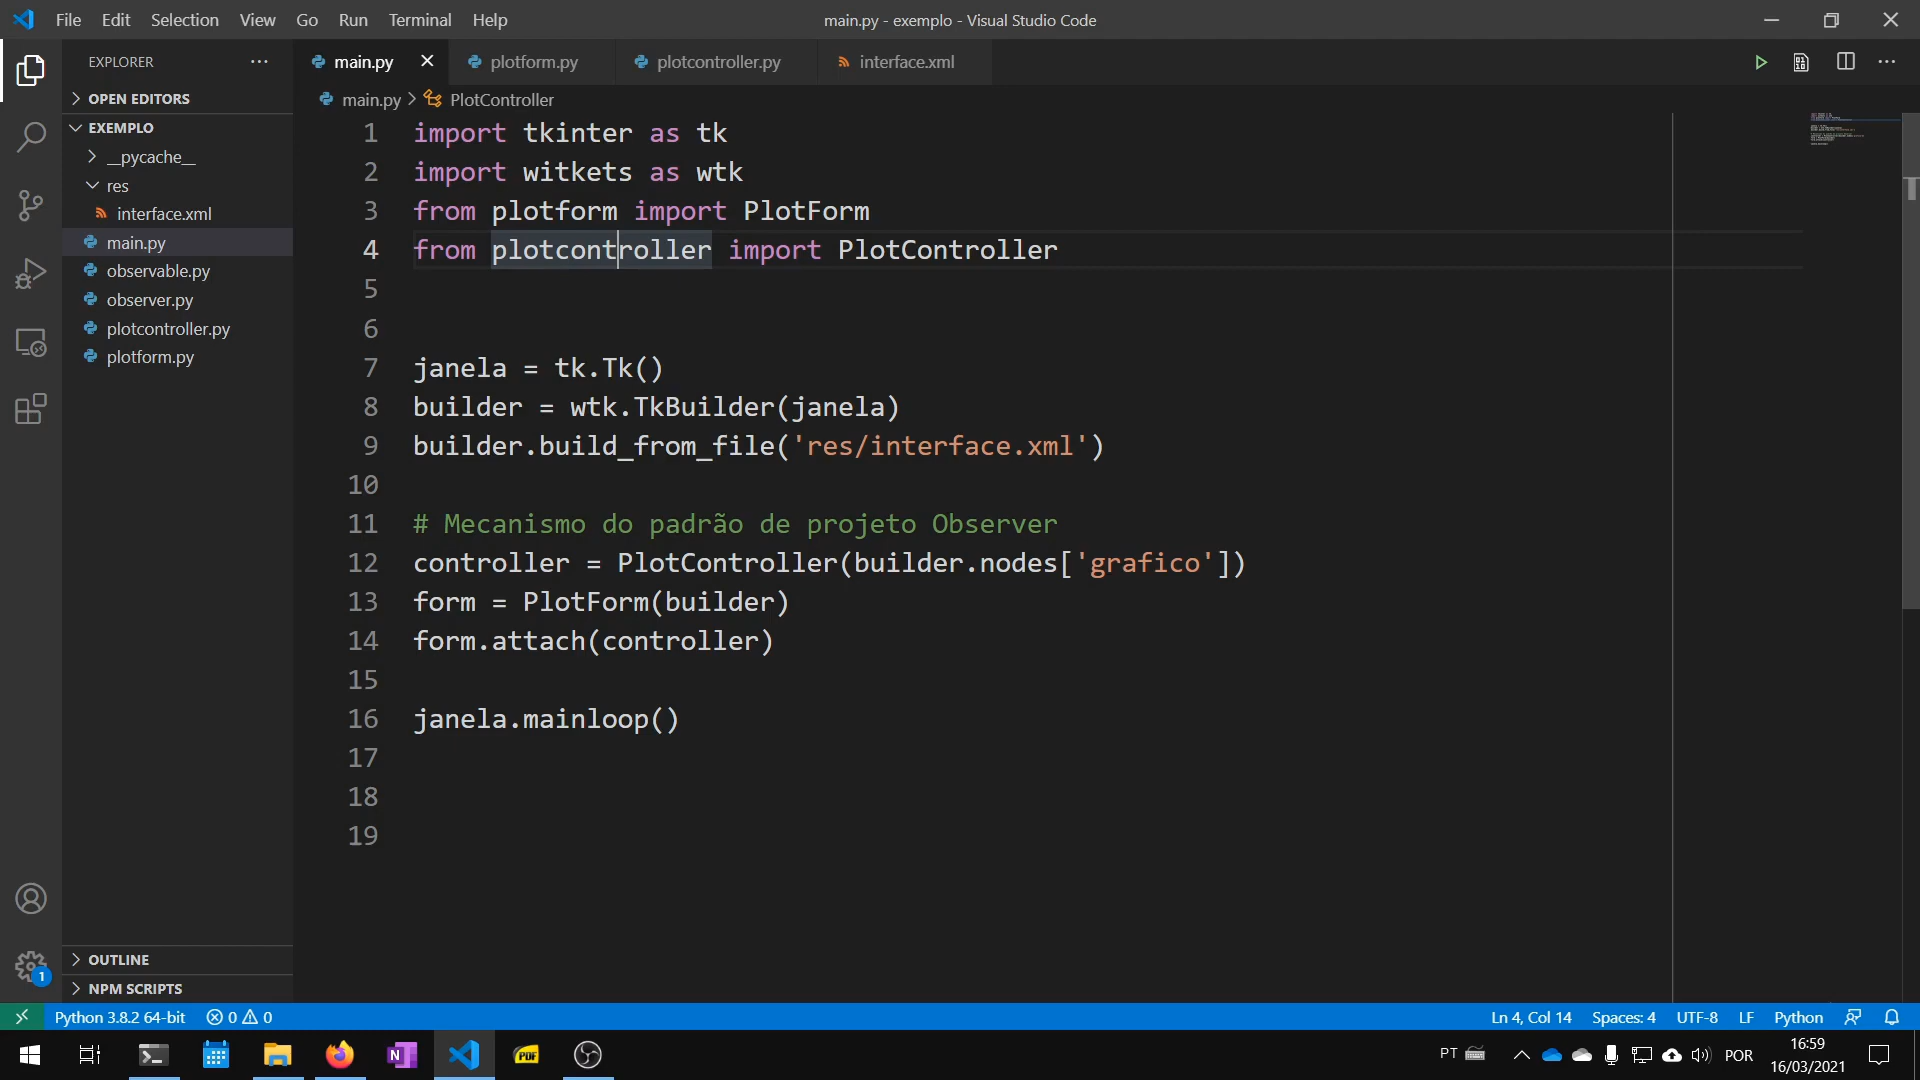 File Edit Selection View Go Run Terminal Help
main.py - exemplo - Visual Studio Code
EXPLORER
main.py
plotform.py
plotcontroller.py
interface.xml
OPEN EDITORS
EXEMPLO
__pycache__
res
interface.xml
main.py
observable.py
observer.py
plotcontroller.py
plotform.py
OUTLINE
NPM SCRIPTS
main.py > PlotController
1 import tkinter as tk
2 import witkets as wtk
3 from plotform import PlotForm
4 from plotcontroller import PlotController
5
6
7 janela = tk.Tk()
8 builder = wtk.TkBuilder(janela)
9 builder.build_from_file('res/interface.xml')
10
11 # Mecanismo do padrão de projeto Observer
12 controller = PlotController(builder.nodes['grafico'])
13 form = PlotForm(builder)
14 form.attach(controller)
15
16 janela.mainloop()
17
18
19
1
Python 3.8.2 64-bit 0 0
Ln 4, Col 14 Spaces: 4 UTF-8 LF Python
N
PDF
PT
POR
16:59
16/03/2021